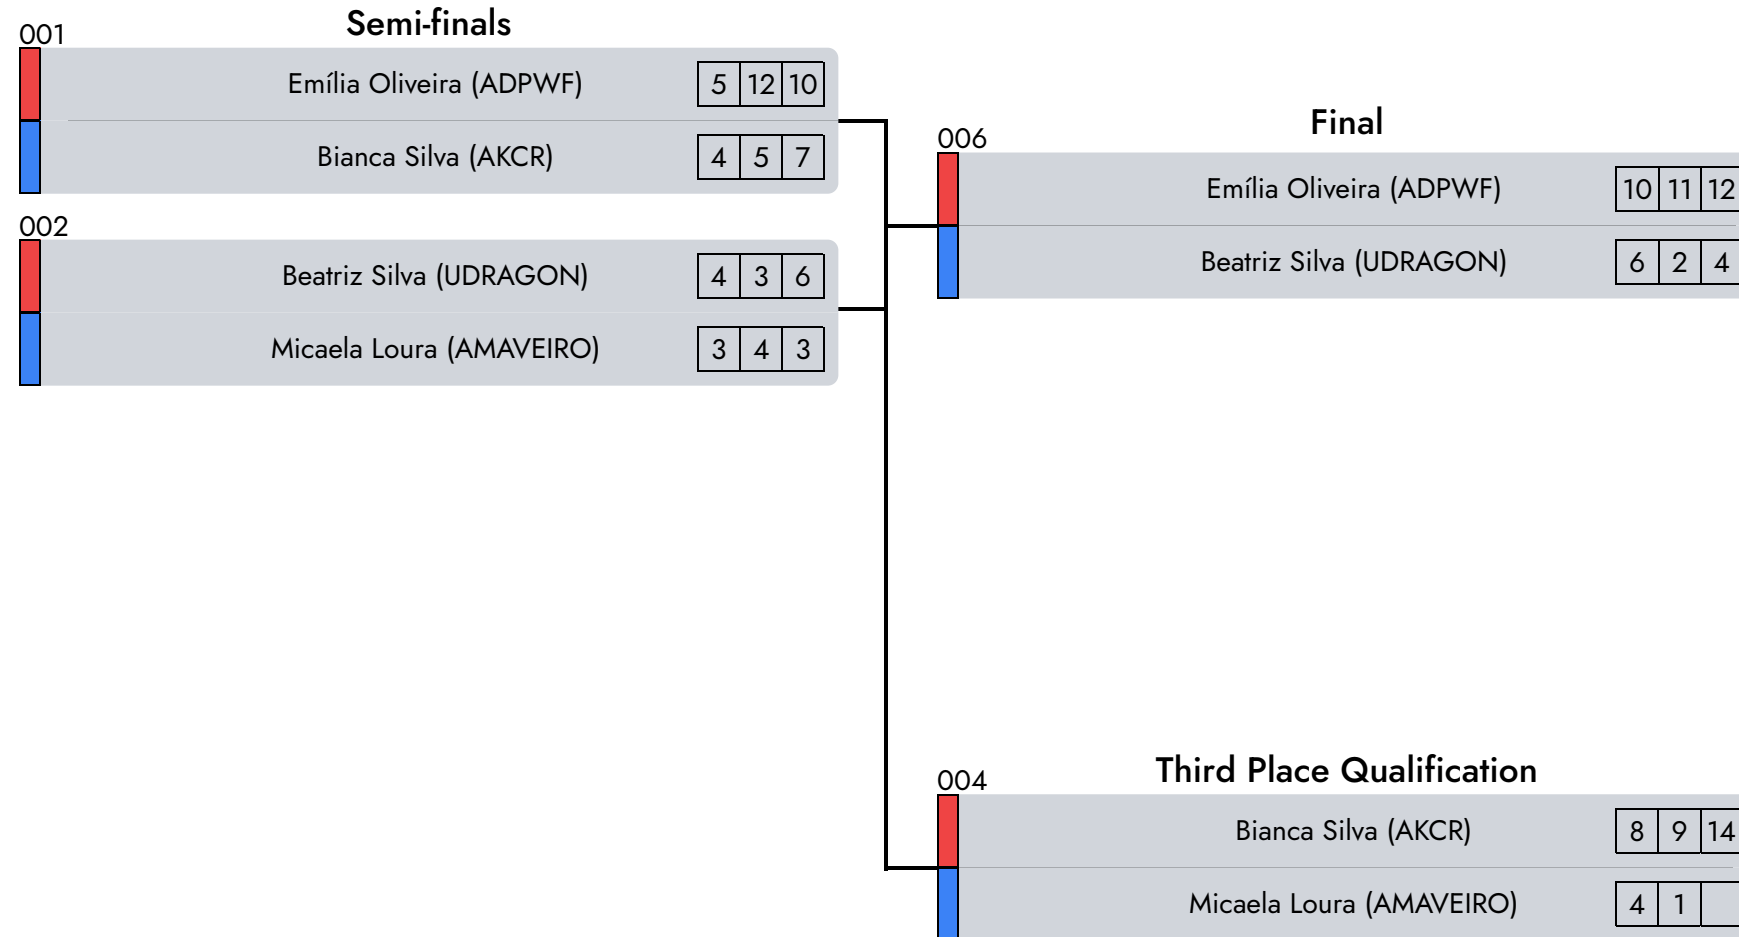 Semi-finals
001
Emília Oliveira (ADPWF) 5 12 10
Bianca Silva (AKCR) 4 5 7
002
Beatriz Silva (UDRAGON) 4 3 6
Micaela Loura (AMAVEIRO) 3 4 3
Final
006
Emília Oliveira (ADPWF) 10 11 12
Beatriz Silva (UDRAGON) 6 2 4
Third Place Qualification
004
Bianca Silva (AKCR) 8 9 14
Micaela Loura (AMAVEIRO) 4 1